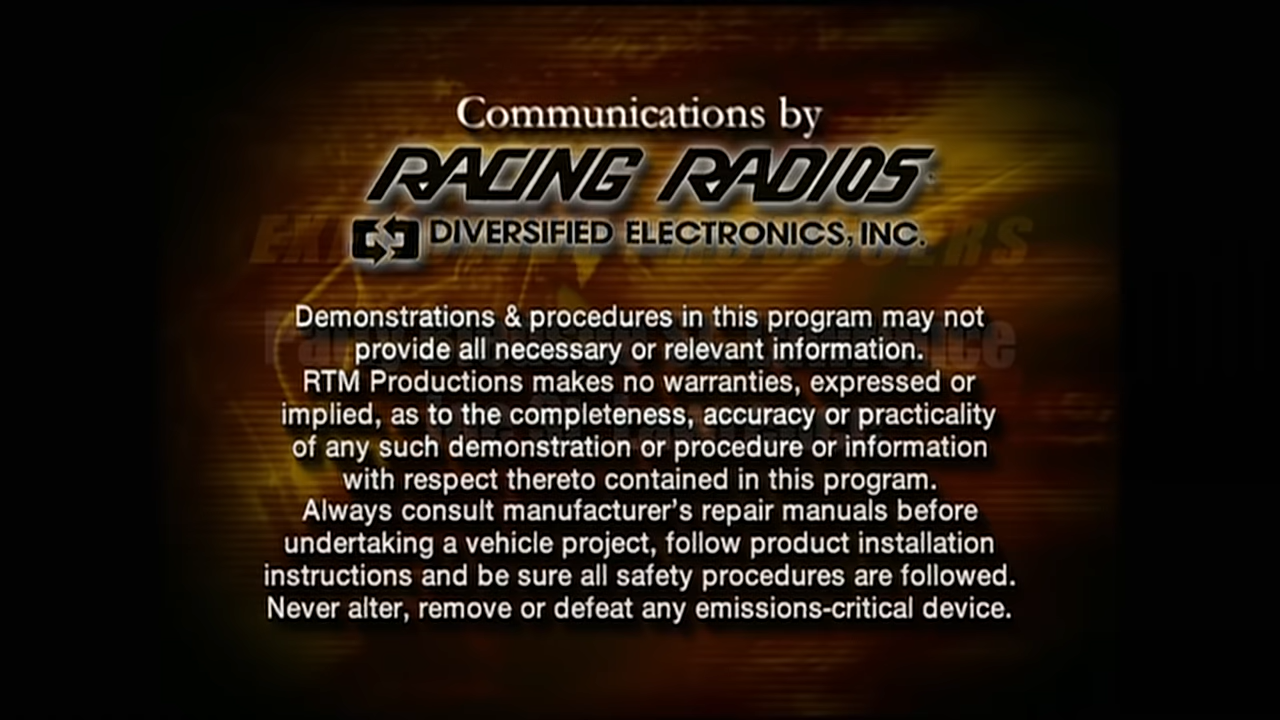 Communications by
RACING RADIOS
DIVERSIFIED ELECTRONICS, INC.
Demonstrations & procedures in this program may not
provide all necessary or relevant information.
RTM Productions makes no warranties, expressed or
implied, as to the completeness, accuracy or practicality
of any such demonstration or procedure or information
with respect thereto contained in this program.
Always consult manufacturer's repair manuals before
undertaking a vehicle project, follow product installation
instructions and be sure all safety procedures are followed.
Never alter, remove or defeat any emissions-critical device.